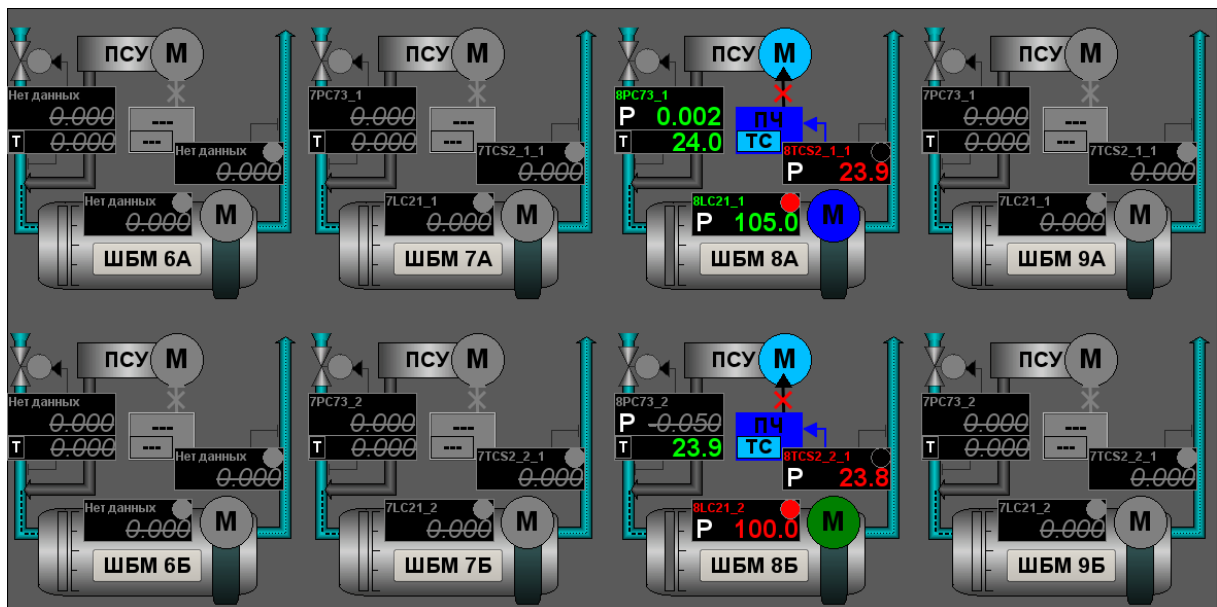 ПСУ M
Нет данных
0.000
T 0.000
---
---
Нет данных
0.000
Нет данных
0.000
M
ШБМ 6А
ПСУ M
7PC73_1
0.000
T 0.000
---
---
7TCS2_1_1
0.000
7LC21_1
0.000
M
ШБМ 7А
ПСУ M
8PC73_1
P 0.002
T 24.0
ПЧ
ТС
8TCS2_1_1
P 23.9
8LC21_1
P 105.0
M
ШБМ 8А
ПСУ M
7PC73_1
0.000
T 0.000
---
---
7TCS2_1_1
0.000
7LC21_1
0.000
M
ШБМ 9А
ПСУ M
Нет данных
0.000
T 0.000
---
---
Нет данных
0.000
Нет данных
0.000
M
ШБМ 6Б
ПСУ M
7PC73_2
0.000
T 0.000
---
---
7TCS2_2_1
0.000
7LC21_2
0.000
M
ШБМ 7Б
ПСУ M
8PC73_2
P -0.050
T 23.9
ПЧ
ТС
8TCS2_2_1
P 23.8
8LC21_2
P 100.0
M
ШБМ 8Б
ПСУ M
7PC73_2
0.000
T 0.000
---
---
7TCS2_2_1
0.000
7LC21_2
0.000
M
ШБМ 9Б